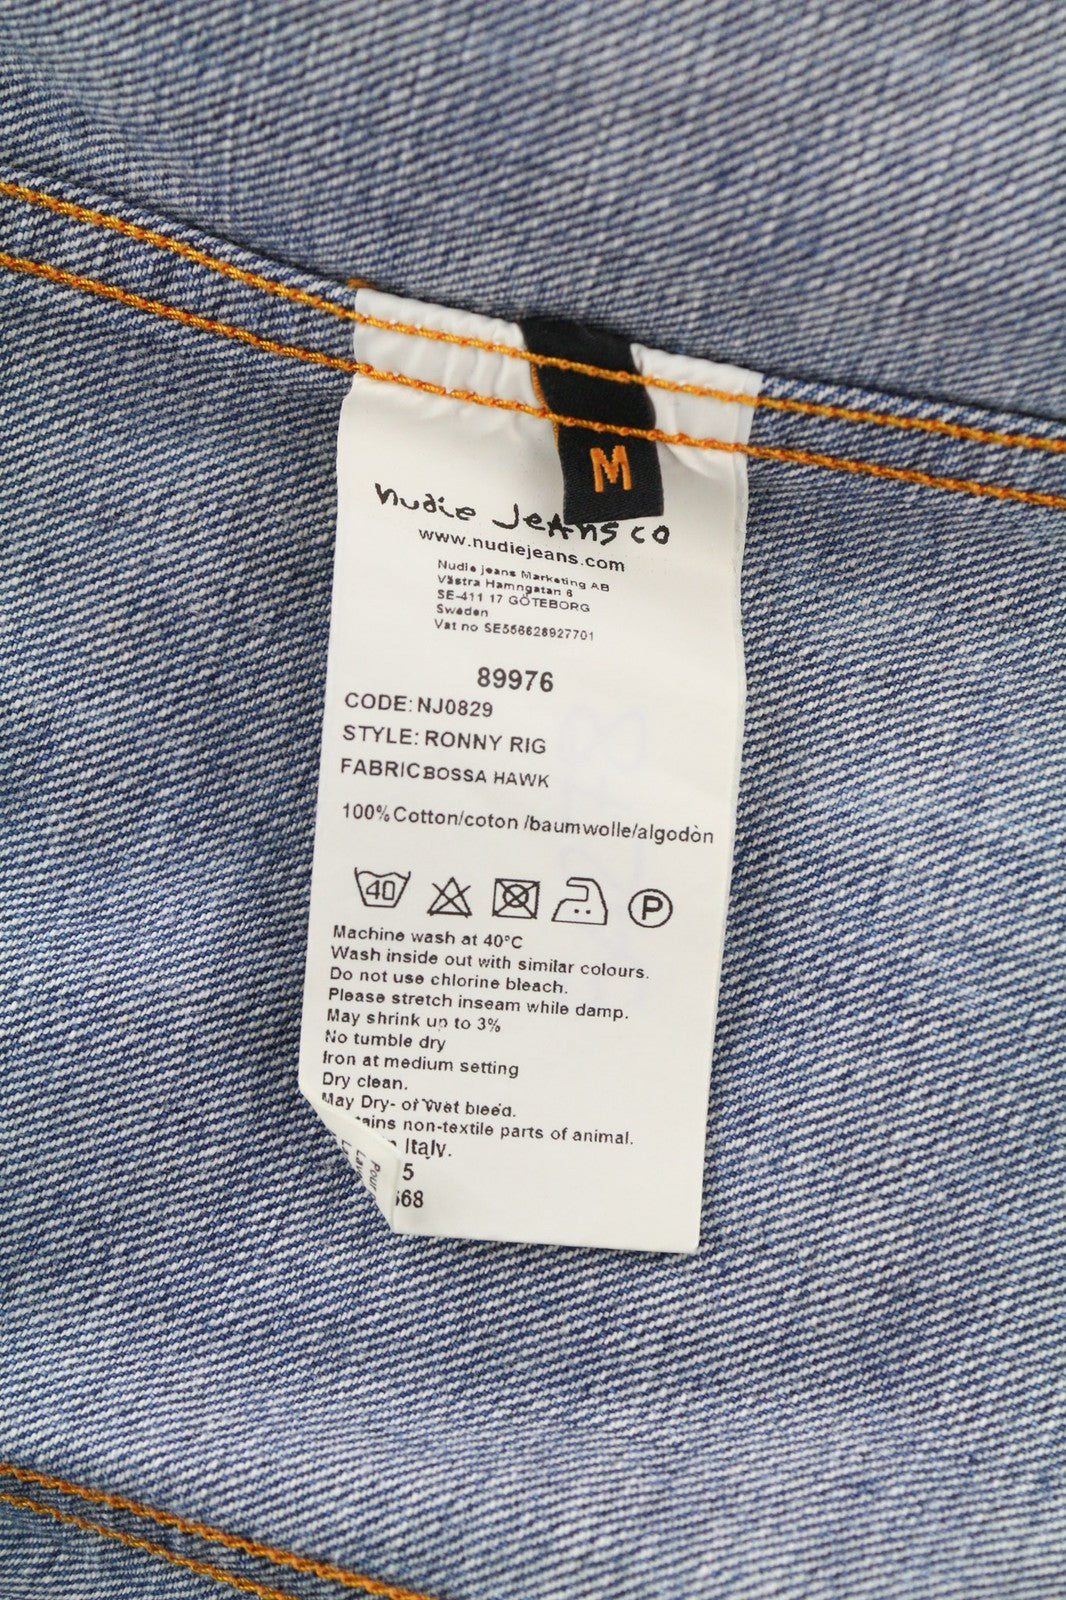 M
nudie jeans co
www.nudiejeans.com
Nudie jeans Marketing AB
Västra Hamngatan 6
SE-411 17 GÖTEBORG
Sweden
Vat no SE556628927701
89976
CODE: NJ0829
STYLE: RONNY RIG
FABRIC BOSSA HAWK
100% Cotton/coton /baumwolle/algodòn
40
P
Machine wash at 40°C
Wash inside out with similar colours.
Do not use chlorine bleach.
Please stretch inseam while damp.
May shrink up to 3%
No tumble dry
Iron at medium setting
Dry clean.
May Dry- or Wet bleed.
non-textile parts of animal.
Italy.
5
68
Pour